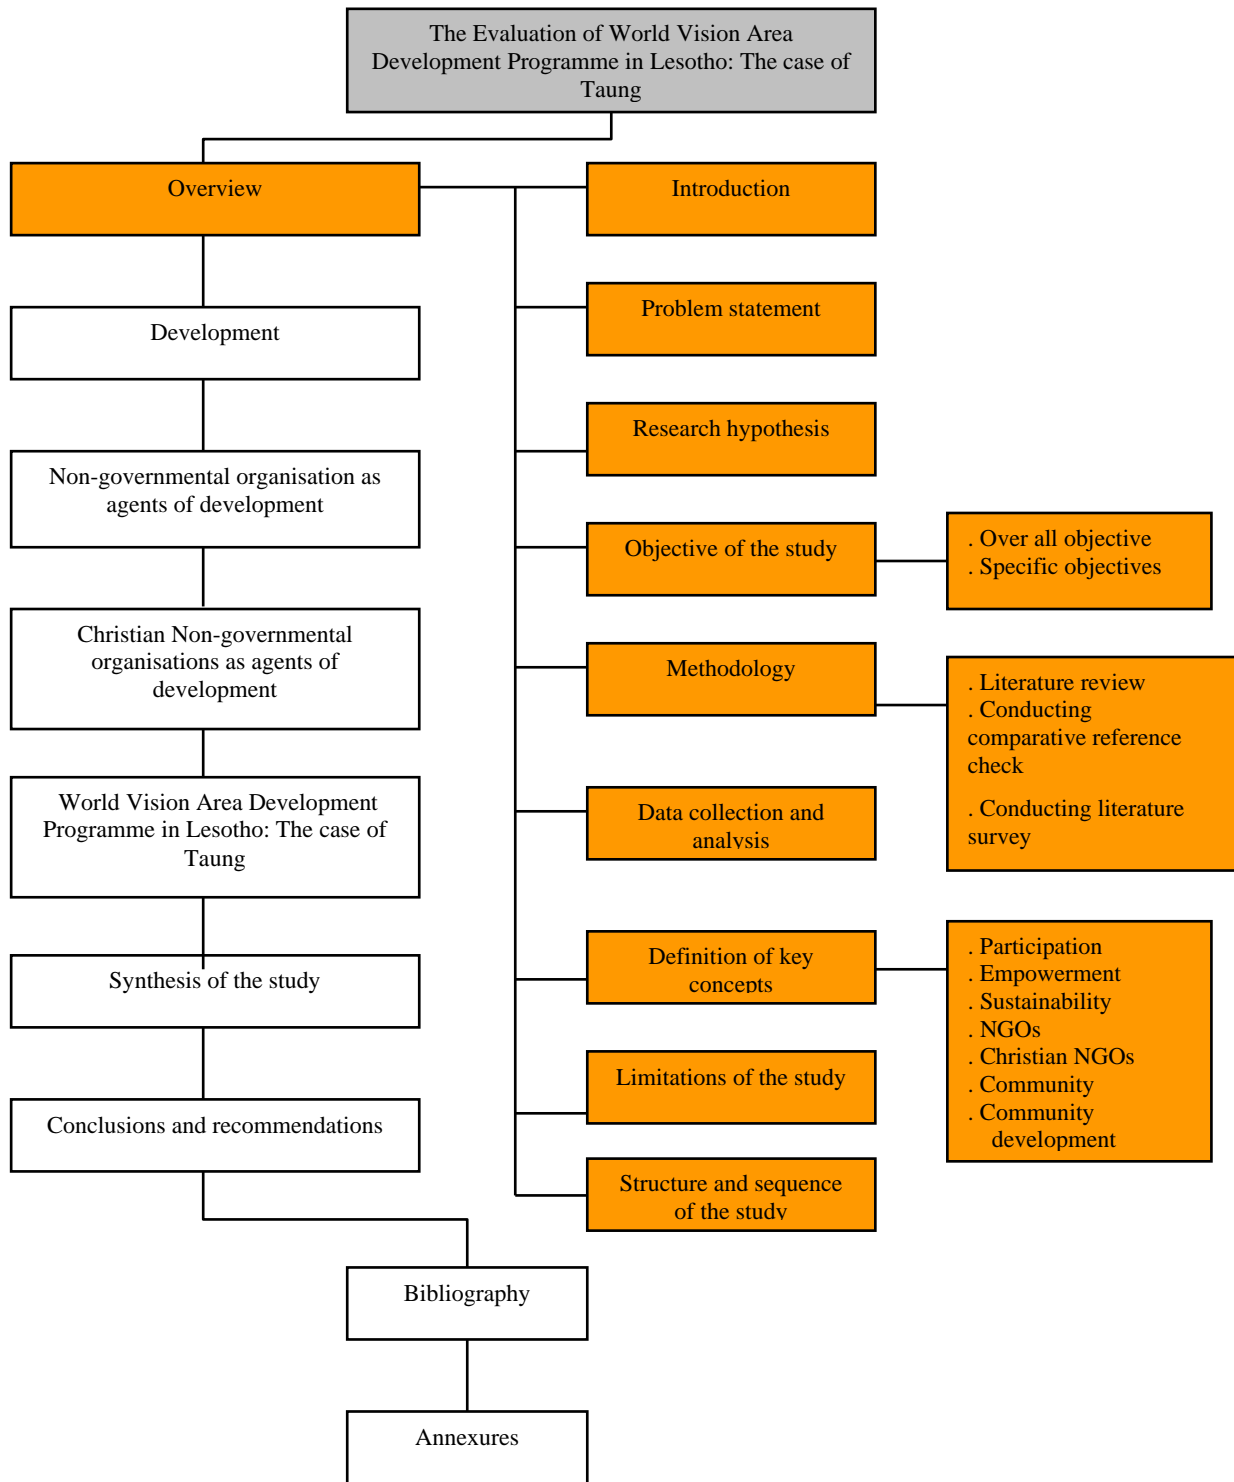 The Evaluation of World Vision Area
Development Programme in Lesotho: The case of
Taung
Overview
Development
Non-governmental organisation as
agents of development
Christian Non-governmental
organisations as agents of
development
World Vision Area Development
Programme in Lesotho: The case of
Taung
Synthesis of the study
Conclusions and recommendations
Bibliography
Annexures
Introduction
Problem statement
Research hypothesis
Objective of the study
. Over all objective
. Specific objectives
Methodology
. Literature review
. Conducting
comparative reference
check
. Conducting literature
survey
Data collection and
analysis
Definition of key
concepts
. Participation
. Empowerment
. Sustainability
. NGOs
. Christian NGOs
. Community
. Community
development
Limitations of the study
Structure and sequence
of the study